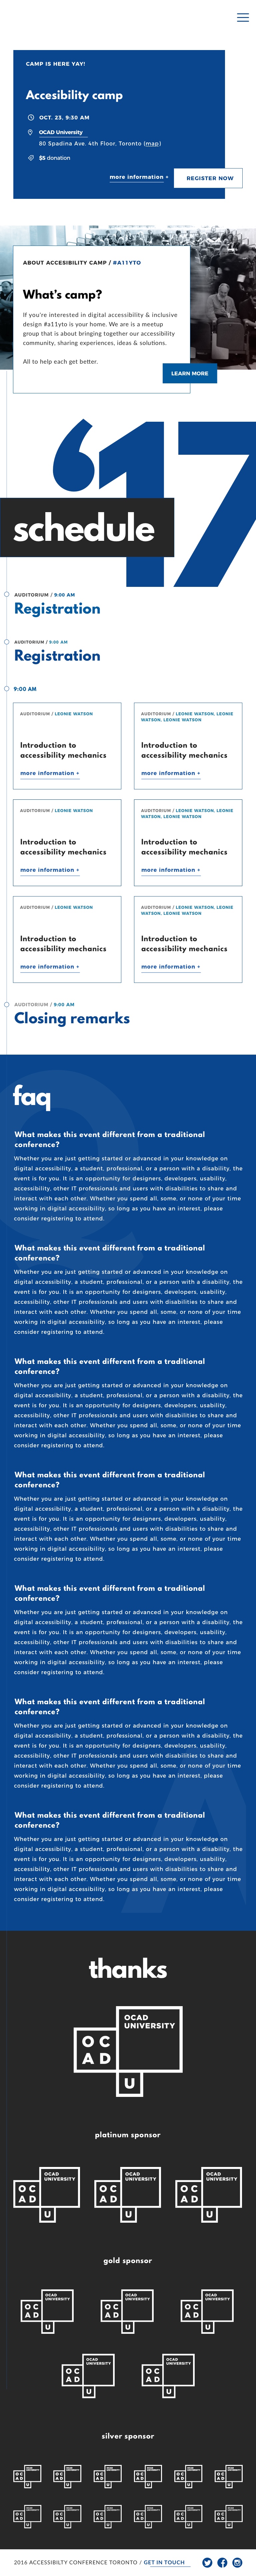 CAMP IS HERE YAY!
Accesibility camp
OCT. 23, 9:30 AM
OCAD University
80 Spadina Ave. 4th Floor, Toronto (map)
$5 donation
more information +
REGISTER NOW
ABOUT ACCESIBILITY CAMP / #A11YTO
What's camp?
If you're interested in digital accessibility & inclusive
design #a11yto is your home. We are is a meetup
group that is about bringing together our accessibility
community, sharing experiences, ideas & solutions.
All to help each get better.
LEARN MORE
'17
schedule
AUDITORIUM / 9:00 AM
Registration
AUDITORIUM / 9:00 AM
Registration
9:00 AM
AUDITORIUM / LEONIE WATSON
Introduction to
accessibility mechanics
more information +
AUDITORIUM / LEONIE WATSON, LEONIE
WATSON, LEONIE WATSON
Introduction to
accessibility mechanics
more information +
AUDITORIUM / LEONIE WATSON
Introduction to
accessibility mechanics
more information +
AUDITORIUM / LEONIE WATSON, LEONIE
WATSON, LEONIE WATSON
Introduction to
accessibility mechanics
more information +
AUDITORIUM / LEONIE WATSON
Introduction to
accessibility mechanics
more information +
AUDITORIUM / LEONIE WATSON, LEONIE
WATSON, LEONIE WATSON
Introduction to
accessibility mechanics
more information +
AUDITORIUM / 9:00 AM
Closing remarks
Q
faq
What makes this event different from a traditional
conference?
Whether you are just getting started or advanced in your knowledge on
digital accessibility, a student, professional, or a person with a disability, the
event is for you. It is an opportunity for designers, developers, usability,
accessibility, other IT professionals and users with disabilities to share and
interact with each other. Whether you spend all, some, or none of your time
working in digital accessibility, so long as you have an interest, please
consider registering to attend.
What makes this event different from a traditional
conference?
Whether you are just getting started or advanced in your knowledge on
digital accessibility, a student, professional, or a person with a disability, the
event is for you. It is an opportunity for designers, developers, usability,
accessibility, other IT professionals and users with disabilities to share and
interact with each other. Whether you spend all, some, or none of your time
working in digital accessibility, so long as you have an interest, please
consider registering to attend.
What makes this event different from a traditional
conference?
Whether you are just getting started or advanced in your knowledge on
digital accessibility, a student, professional, or a person with a disability, the
event is for you. It is an opportunity for designers, developers, usability,
accessibility, other IT professionals and users with disabilities to share and
interact with each other. Whether you spend all, some, or none of your time
working in digital accessibility, so long as you have an interest, please
consider registering to attend.
What makes this event different from a traditional
conference?
Whether you are just getting started or advanced in your knowledge on
digital accessibility, a student, professional, or a person with a disability, the
event is for you. It is an opportunity for designers, developers, usability,
accessibility, other IT professionals and users with disabilities to share and
interact with each other. Whether you spend all, some, or none of your time
working in digital accessibility, so long as you have an interest, please
consider registering to attend.
What makes this event different from a traditional
conference?
Whether you are just getting started or advanced in your knowledge on
digital accessibility, a student, professional, or a person with a disability, the
event is for you. It is an opportunity for designers, developers, usability,
accessibility, other IT professionals and users with disabilities to share and
interact with each other. Whether you spend all, some, or none of your time
working in digital accessibility, so long as you have an interest, please
consider registering to attend.
What makes this event different from a traditional
conference?
Whether you are just getting started or advanced in your knowledge on
digital accessibility, a student, professional, or a person with a disability, the
event is for you. It is an opportunity for designers, developers, usability,
accessibility, other IT professionals and users with disabilities to share and
interact with each other. Whether you spend all, some, or none of your time
working in digital accessibility, so long as you have an interest, please
consider registering to attend.
What makes this event different from a traditional
conference?
Whether you are just getting started or advanced in your knowledge on
digital accessibility, a student, professional, or a person with a disability, the
event is for you. It is an opportunity for designers, developers, usability,
accessibility, other IT professionals and users with disabilities to share and
interact with each other. Whether you spend all, some, or none of your time
working in digital accessibility, so long as you have an interest, please
consider registering to attend.
A
thanks
OCAD
UNIVERSITY
OC
AD
U
platinum sponsor
OCAD
UNIVERSITY
OC
AD
U
OCAD
UNIVERSITY
OC
AD
U
OCAD
UNIVERSITY
OC
AD
U
gold sponsor
OCAD
UNIVERSITY
OC
AD
U
OCAD
UNIVERSITY
OC
AD
U
OCAD
UNIVERSITY
OC
AD
U
OCAD
UNIVERSITY
OC
AD
U
OCAD
UNIVERSITY
OC
AD
U
silver sponsor
2016 ACCESSIBILTY CONFERENCE TORONTO / GET IN TOUCH